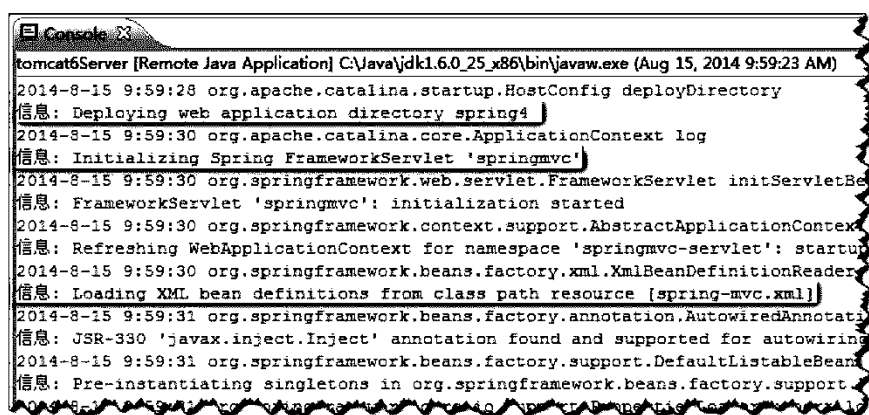 Console
tomcat6Server [Remote Java Application] C:\Java\jdk1.6.0_25_x86\bin\javaw.exe (Aug 15, 2014 9:59:23 AM)
2014-8-15 9:59:28 org.apache.catalina.startup.HostConfig deployDirectory
信息: Deploying web application directory spring4
2014-8-15 9:59:30 org.apache.catalina.core.ApplicationContext log
信息: Initializing Spring FrameworkServlet 'springmvc'
2014-8-15 9:59:30 org.springframework.web.servlet.FrameworkServlet initServletBe
信息: FrameworkServlet 'springmvc': initialization started
2014-8-15 9:59:30 org.springframework.context.support.AbstractApplicationContex
信息: Refreshing WebApplicationContext for namespace 'springmvc-servlet': startup
2014-8-15 9:59:30 org.springframework.beans.factory.xml.XmlBeanDefinitionReader
信息: Loading XML bean definitions from class path resource [spring-mvc.xml]
2014-8-15 9:59:31 org.springframework.beans.factory.annotation.AutowiredAnnotati
信息: JSR-330 'javax.inject.Inject' annotation found and supported for autowiring
2014-8-15 9:59:31 org.springframework.beans.factory.support.DefaultListableBean
信息: Pre-instantiating singletons in org.springframework.beans.factory.support.